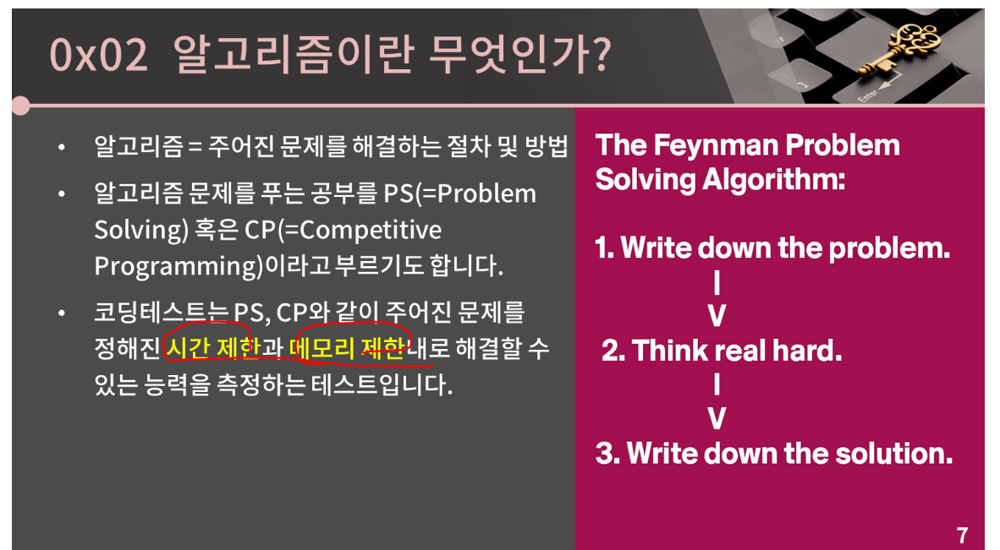 0x02 알고리즘이란 무엇인가?
• 알고리즘 = 주어진 문제를 해결하는 절차 및 방법
• 알고리즘 문제를 푸는 공부를 PS(=Problem
Solving) 혹은 CP(=Competitive
Programming)이라고 부르기도 합니다.
• 코딩테스트는 PS, CP와 같이 주어진 문제를
정해진 시간 제한과 메모리 제한내로 해결할 수
있는 능력을 측정하는 테스트입니다.
The Feynman Problem
Solving Algorithm:
1. Write down the problem.
|
V
2. Think real hard.
|
V
3. Write down the solution.
Enter
7